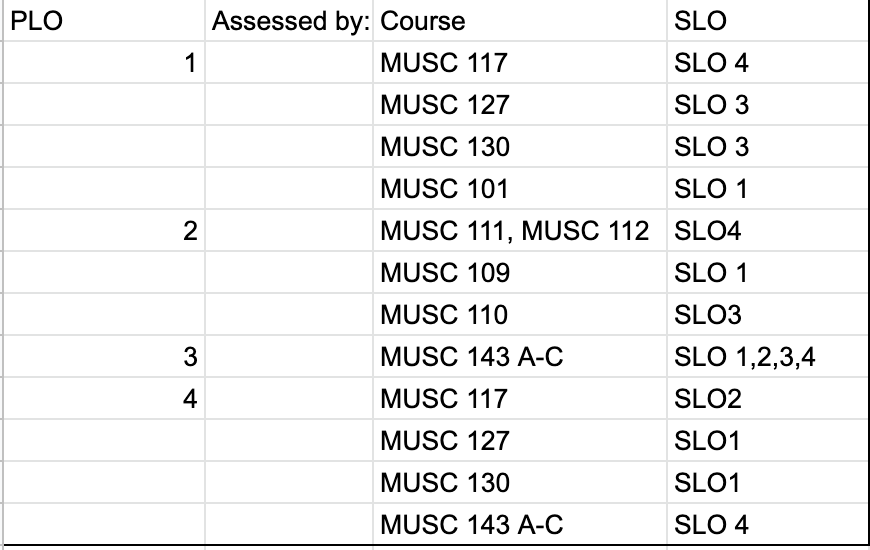 PLO Assessed by: Course SLO
1 MUSC 117 SLO 4
MUSC 127 SLO 3
MUSC 130 SLO 3
MUSC 101 SLO 1
2 MUSC 111, MUSC 112 SLO4
MUSC 109 SLO 1
MUSC 110 SLO3
3 MUSC 143 A-C SLO 1,2,3,4
4 MUSC 117 SLO2
MUSC 127 SLO1
MUSC 130 SLO1
MUSC 143 A-C SLO 4